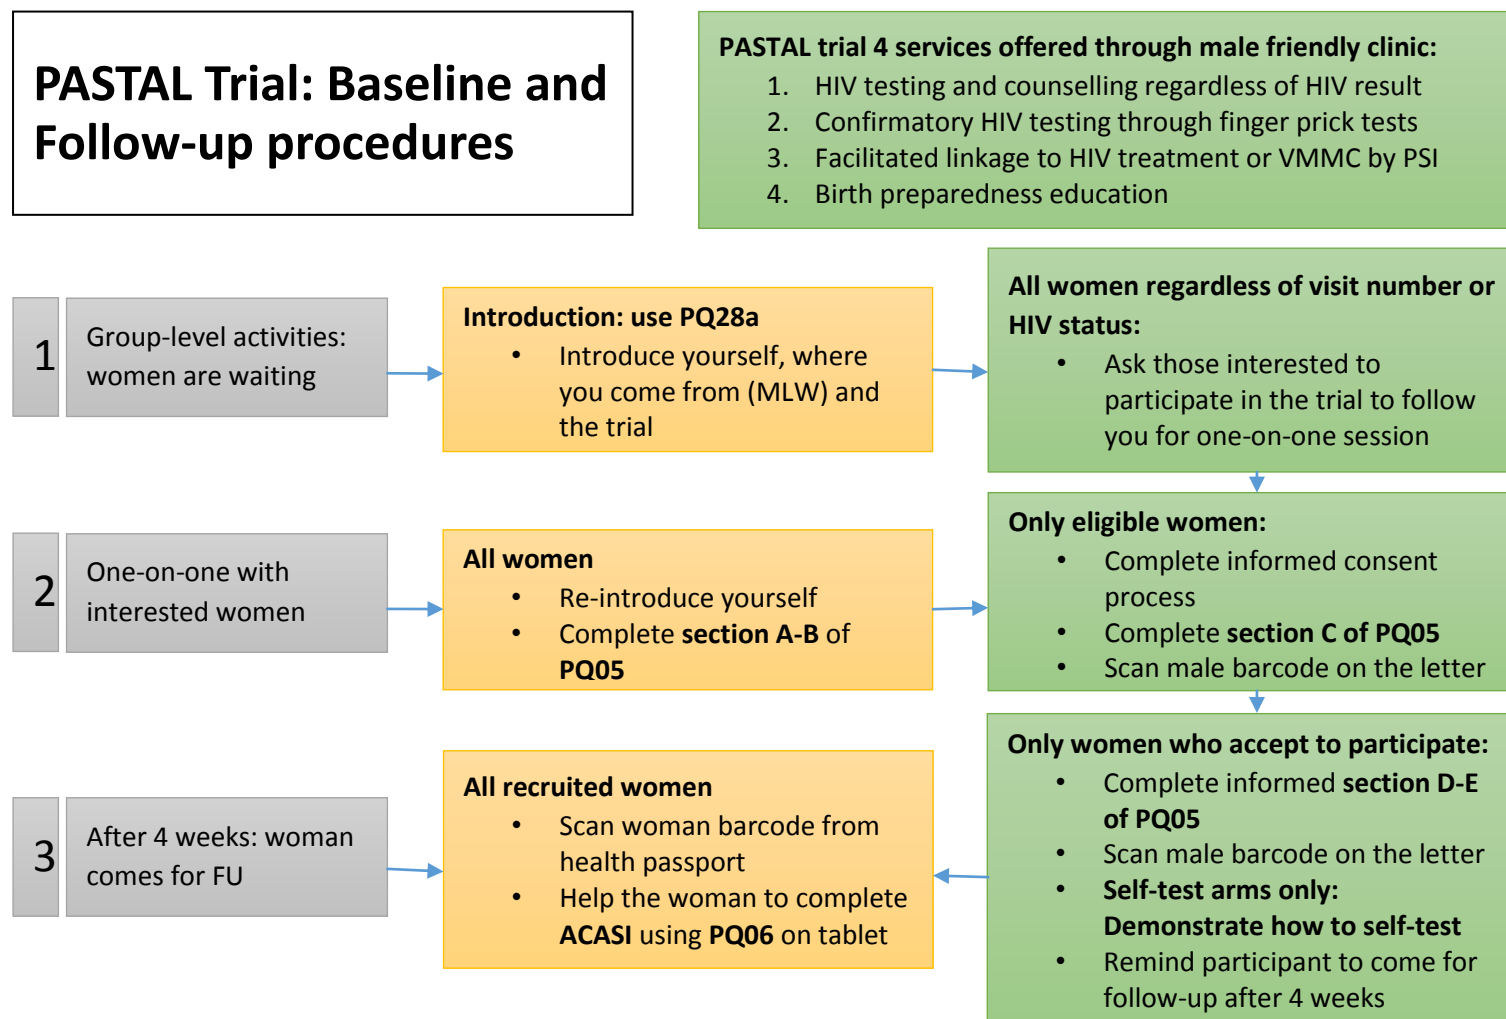 PASTAL Trial: Baseline and
Follow-up procedures
PASTAL trial 4 services offered through male friendly clinic:
1. HIV testing and counselling regardless of HIV result
2. Confirmatory HIV testing through finger prick tests
3. Facilitated linkage to HIV treatment or VMMC by PSI
4. Birth preparedness education
1
Group-level activities:
women are waiting
Introduction: use PQ28a
• Introduce yourself, where
you come from (MLW) and
the trial
All women regardless of visit number or
HIV status:
• Ask those interested to
participate in the trial to follow
you for one-on-one session
2
One-on-one with
interested women
All women
• Re-introduce yourself
• Complete section A-B of
PQ05
Only eligible women:
• Complete informed consent
process
• Complete section C of PQ05
• Scan male barcode on the letter
3
After 4 weeks: woman
comes for FU
All recruited women
• Scan woman barcode from
health passport
• Help the woman to complete
ACASI using PQ06 on tablet
Only women who accept to participate:
• Complete informed section D-E
of PQ05
• Scan male barcode on the letter
• Self-test arms only:
Demonstrate how to self-test
• Remind participant to come for
follow-up after 4 weeks